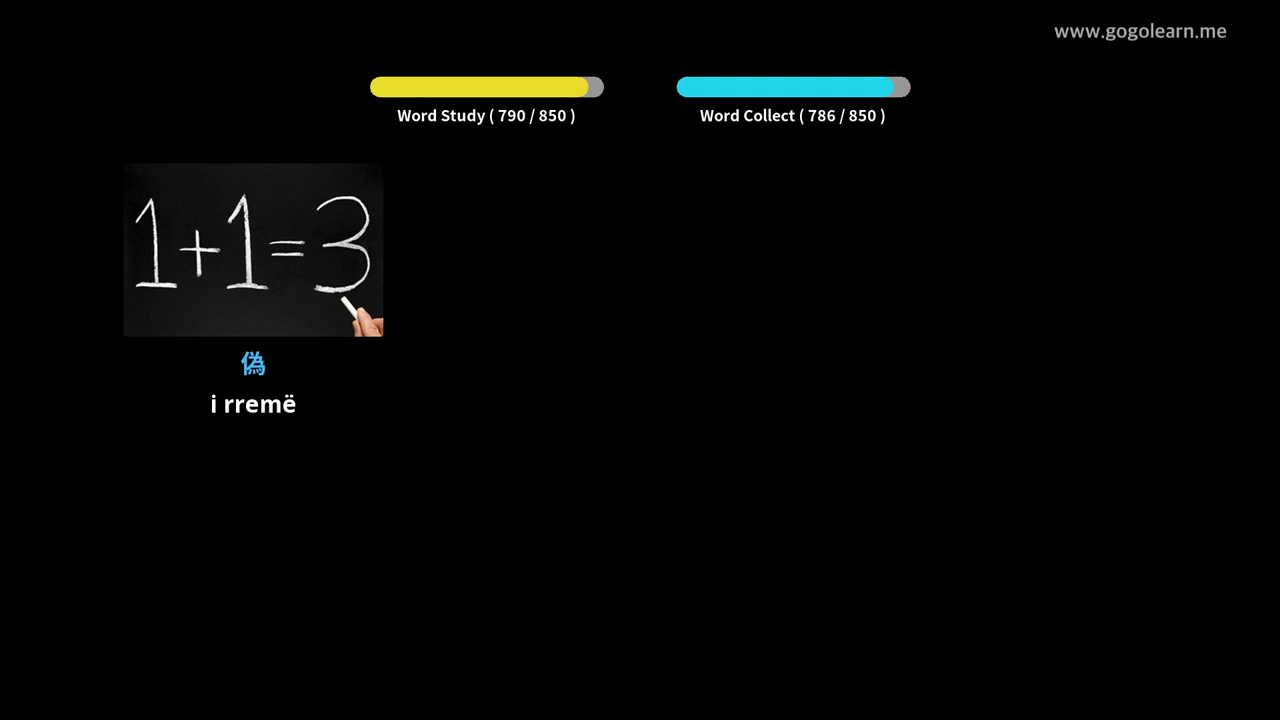 www.gogolearn.me
Word Study ( 790 / 850 )
Word Collect ( 786 / 850 )
1+1=3
偽
i rremë